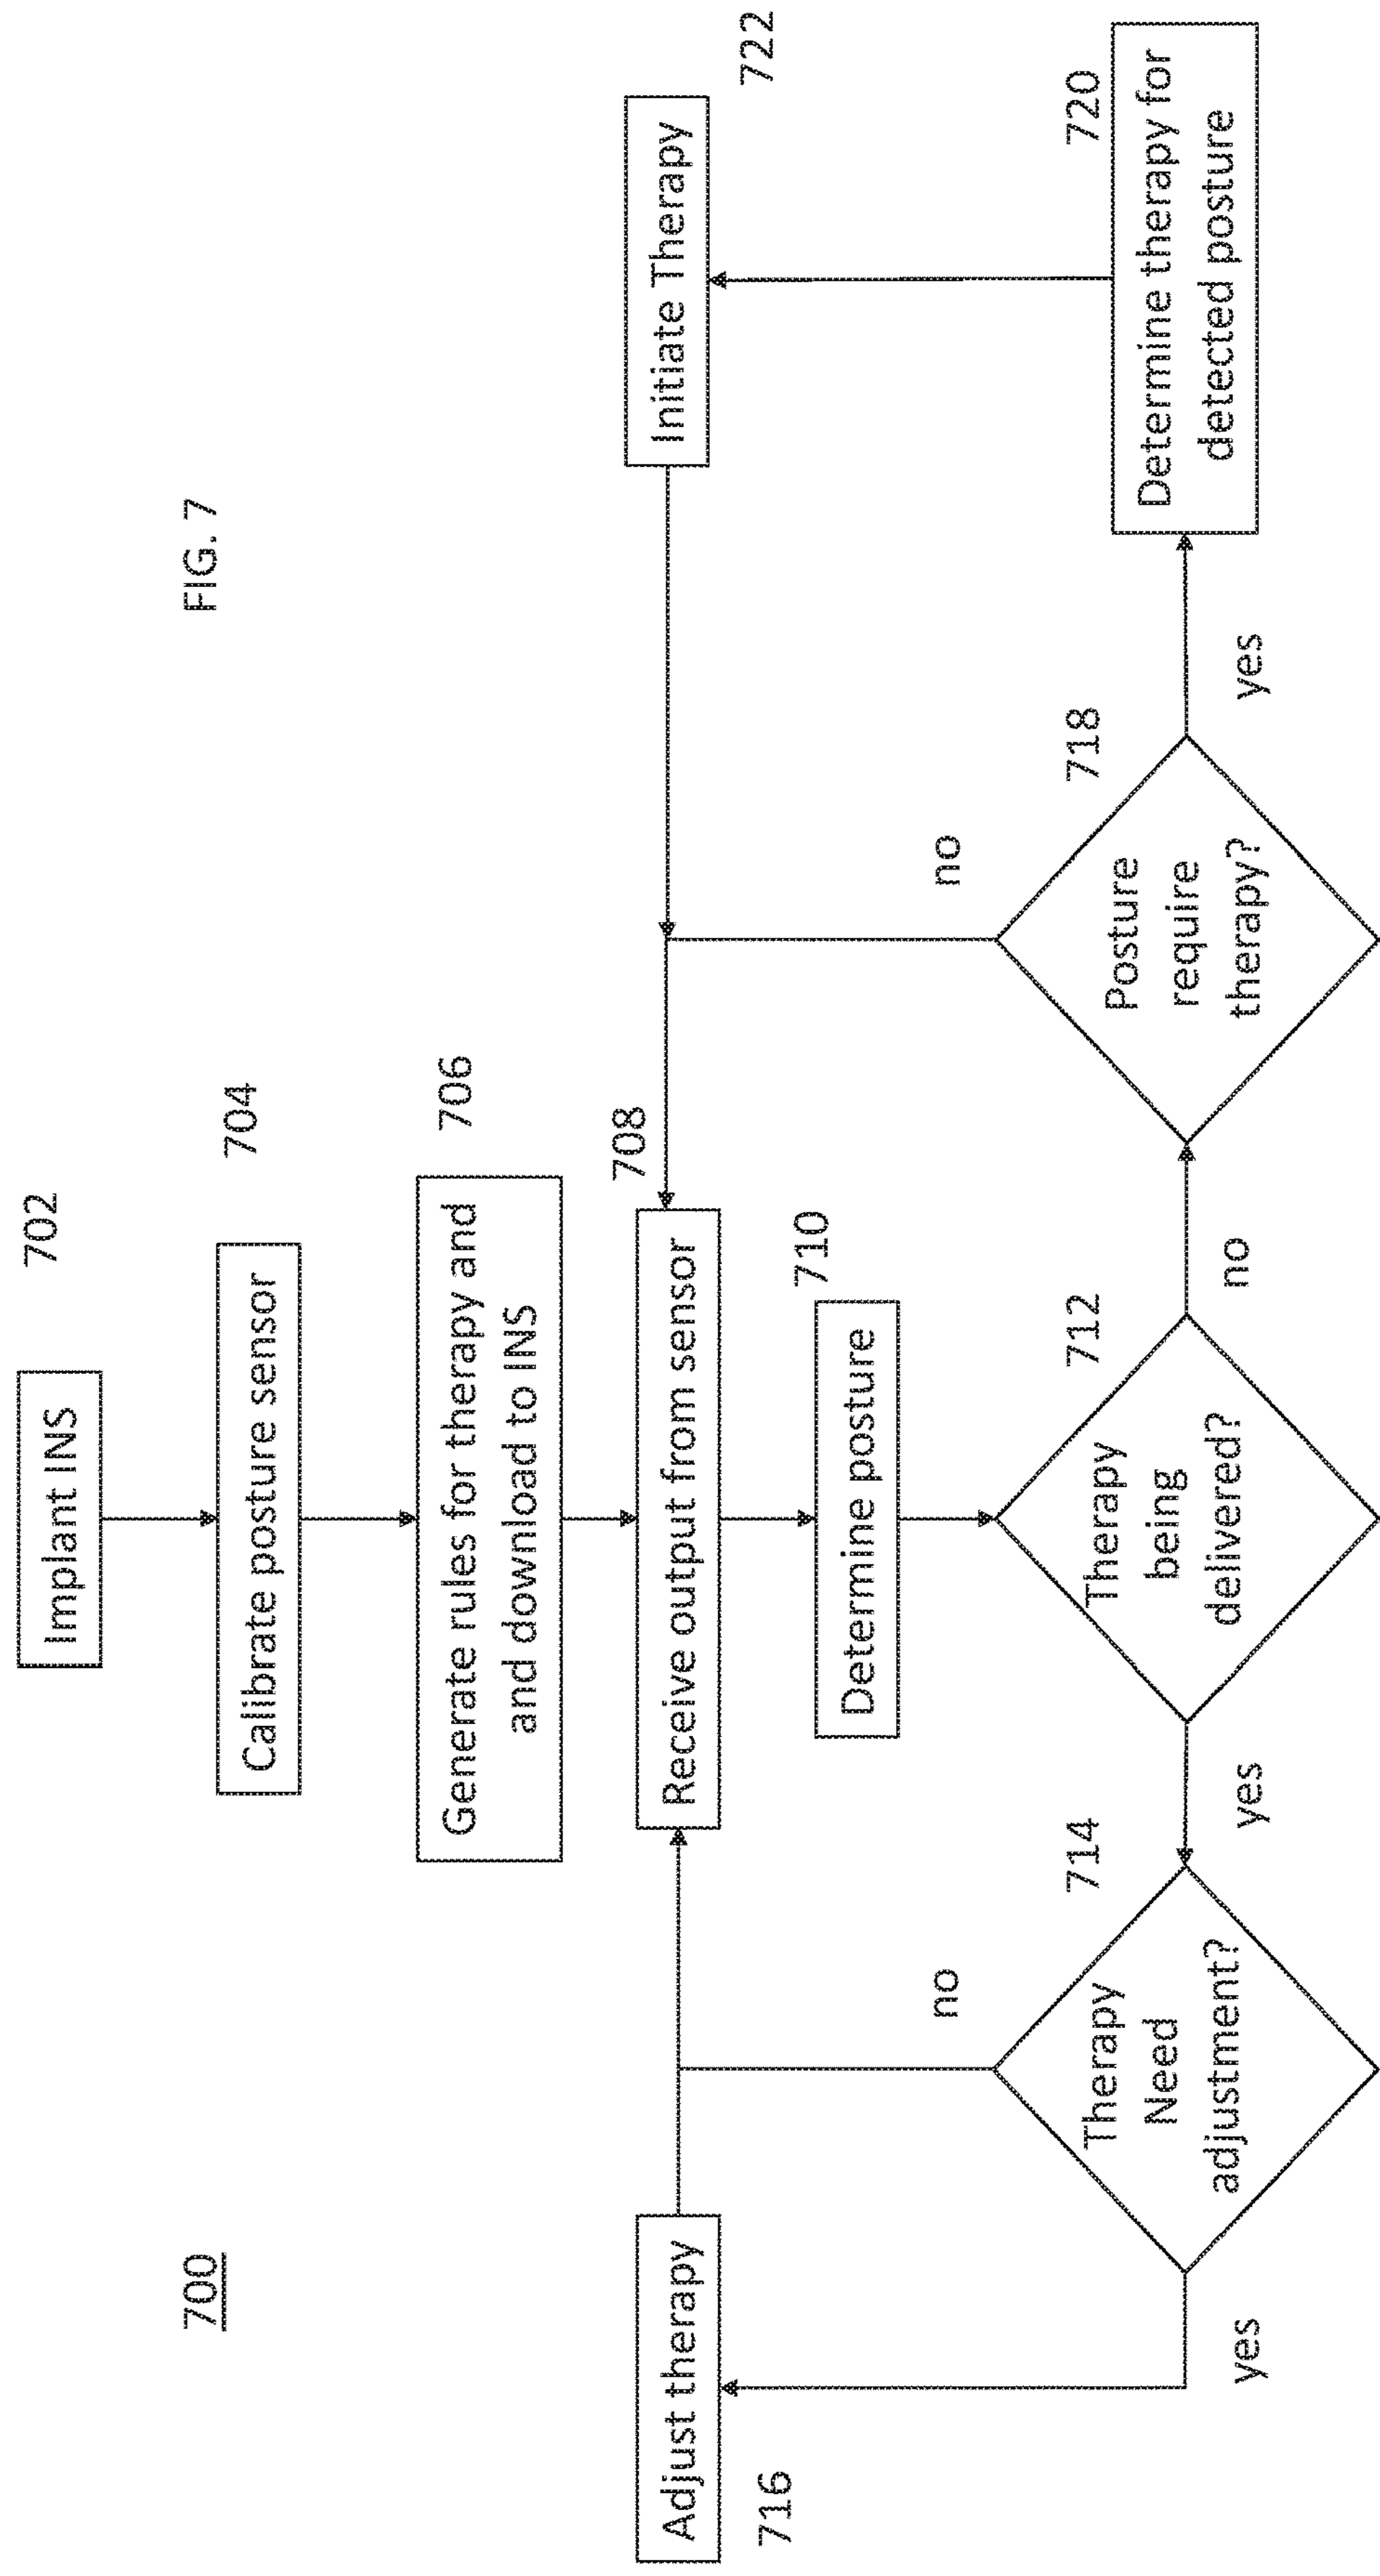 700
FIG. 7
Implant INS
702
Calibrate posture sensor
704
Generate rules for therapy and
and download to INS
706
Receive output from sensor
708
Determine posture
710
Therapy
being
delivered?
712
yes
no
Therapy
Need
adjustment?
714
no
yes
Adjust therapy
716
Posture
require
therapy?
718
no
yes
Determine therapy for
detected posture
720
Initiate Therapy
722